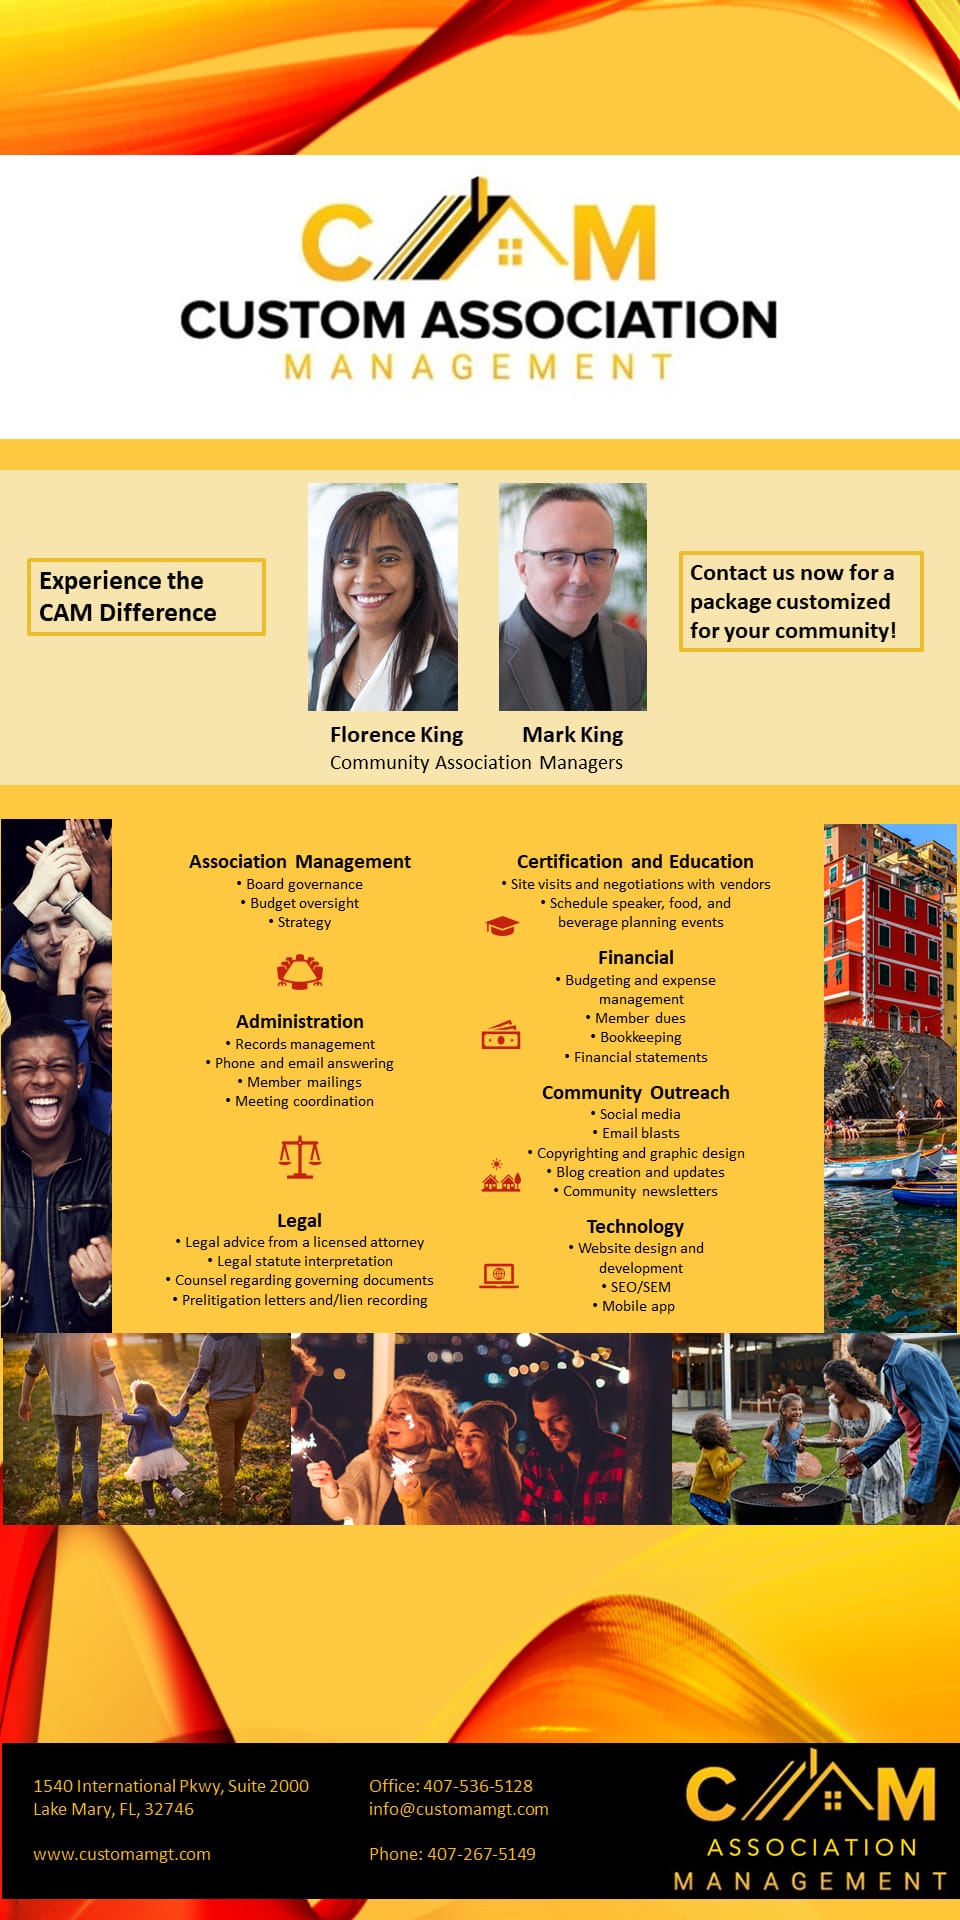 CAM
CUSTOM ASSOCIATION
MANAGEMENT
Experience the
CAM Difference
Contact us now for a
package customized
for your community!
Florence King
Mark King
Community Association Managers
Association Management
• Board governance
• Budget oversight
• Strategy
Administration
• Records management
• Phone and email answering
• Member mailings
• Meeting coordination
Legal
• Legal advice from a licensed attorney
• Legal statute interpretation
• Counsel regarding governing documents
• Prelitigation letters and/lien recording
Certification and Education
• Site visits and negotiations with vendors
• Schedule speaker, food, and
beverage planning events
Financial
• Budgeting and expense
management
• Member dues
• Bookkeeping
• Financial statements
Community Outreach
• Social media
• Email blasts
• Copyrighting and graphic design
• Blog creation and updates
• Community newsletters
Technology
• Website design and
development
• SEO/SEM
• Mobile app
1540 International Pkwy, Suite 2000
Lake Mary, FL, 32746
www.customamgt.com
Office: 407-536-5128
info@customamgt.com
Phone: 407-267-5149
CAM
ASSOCIATION
MANAGEMENT